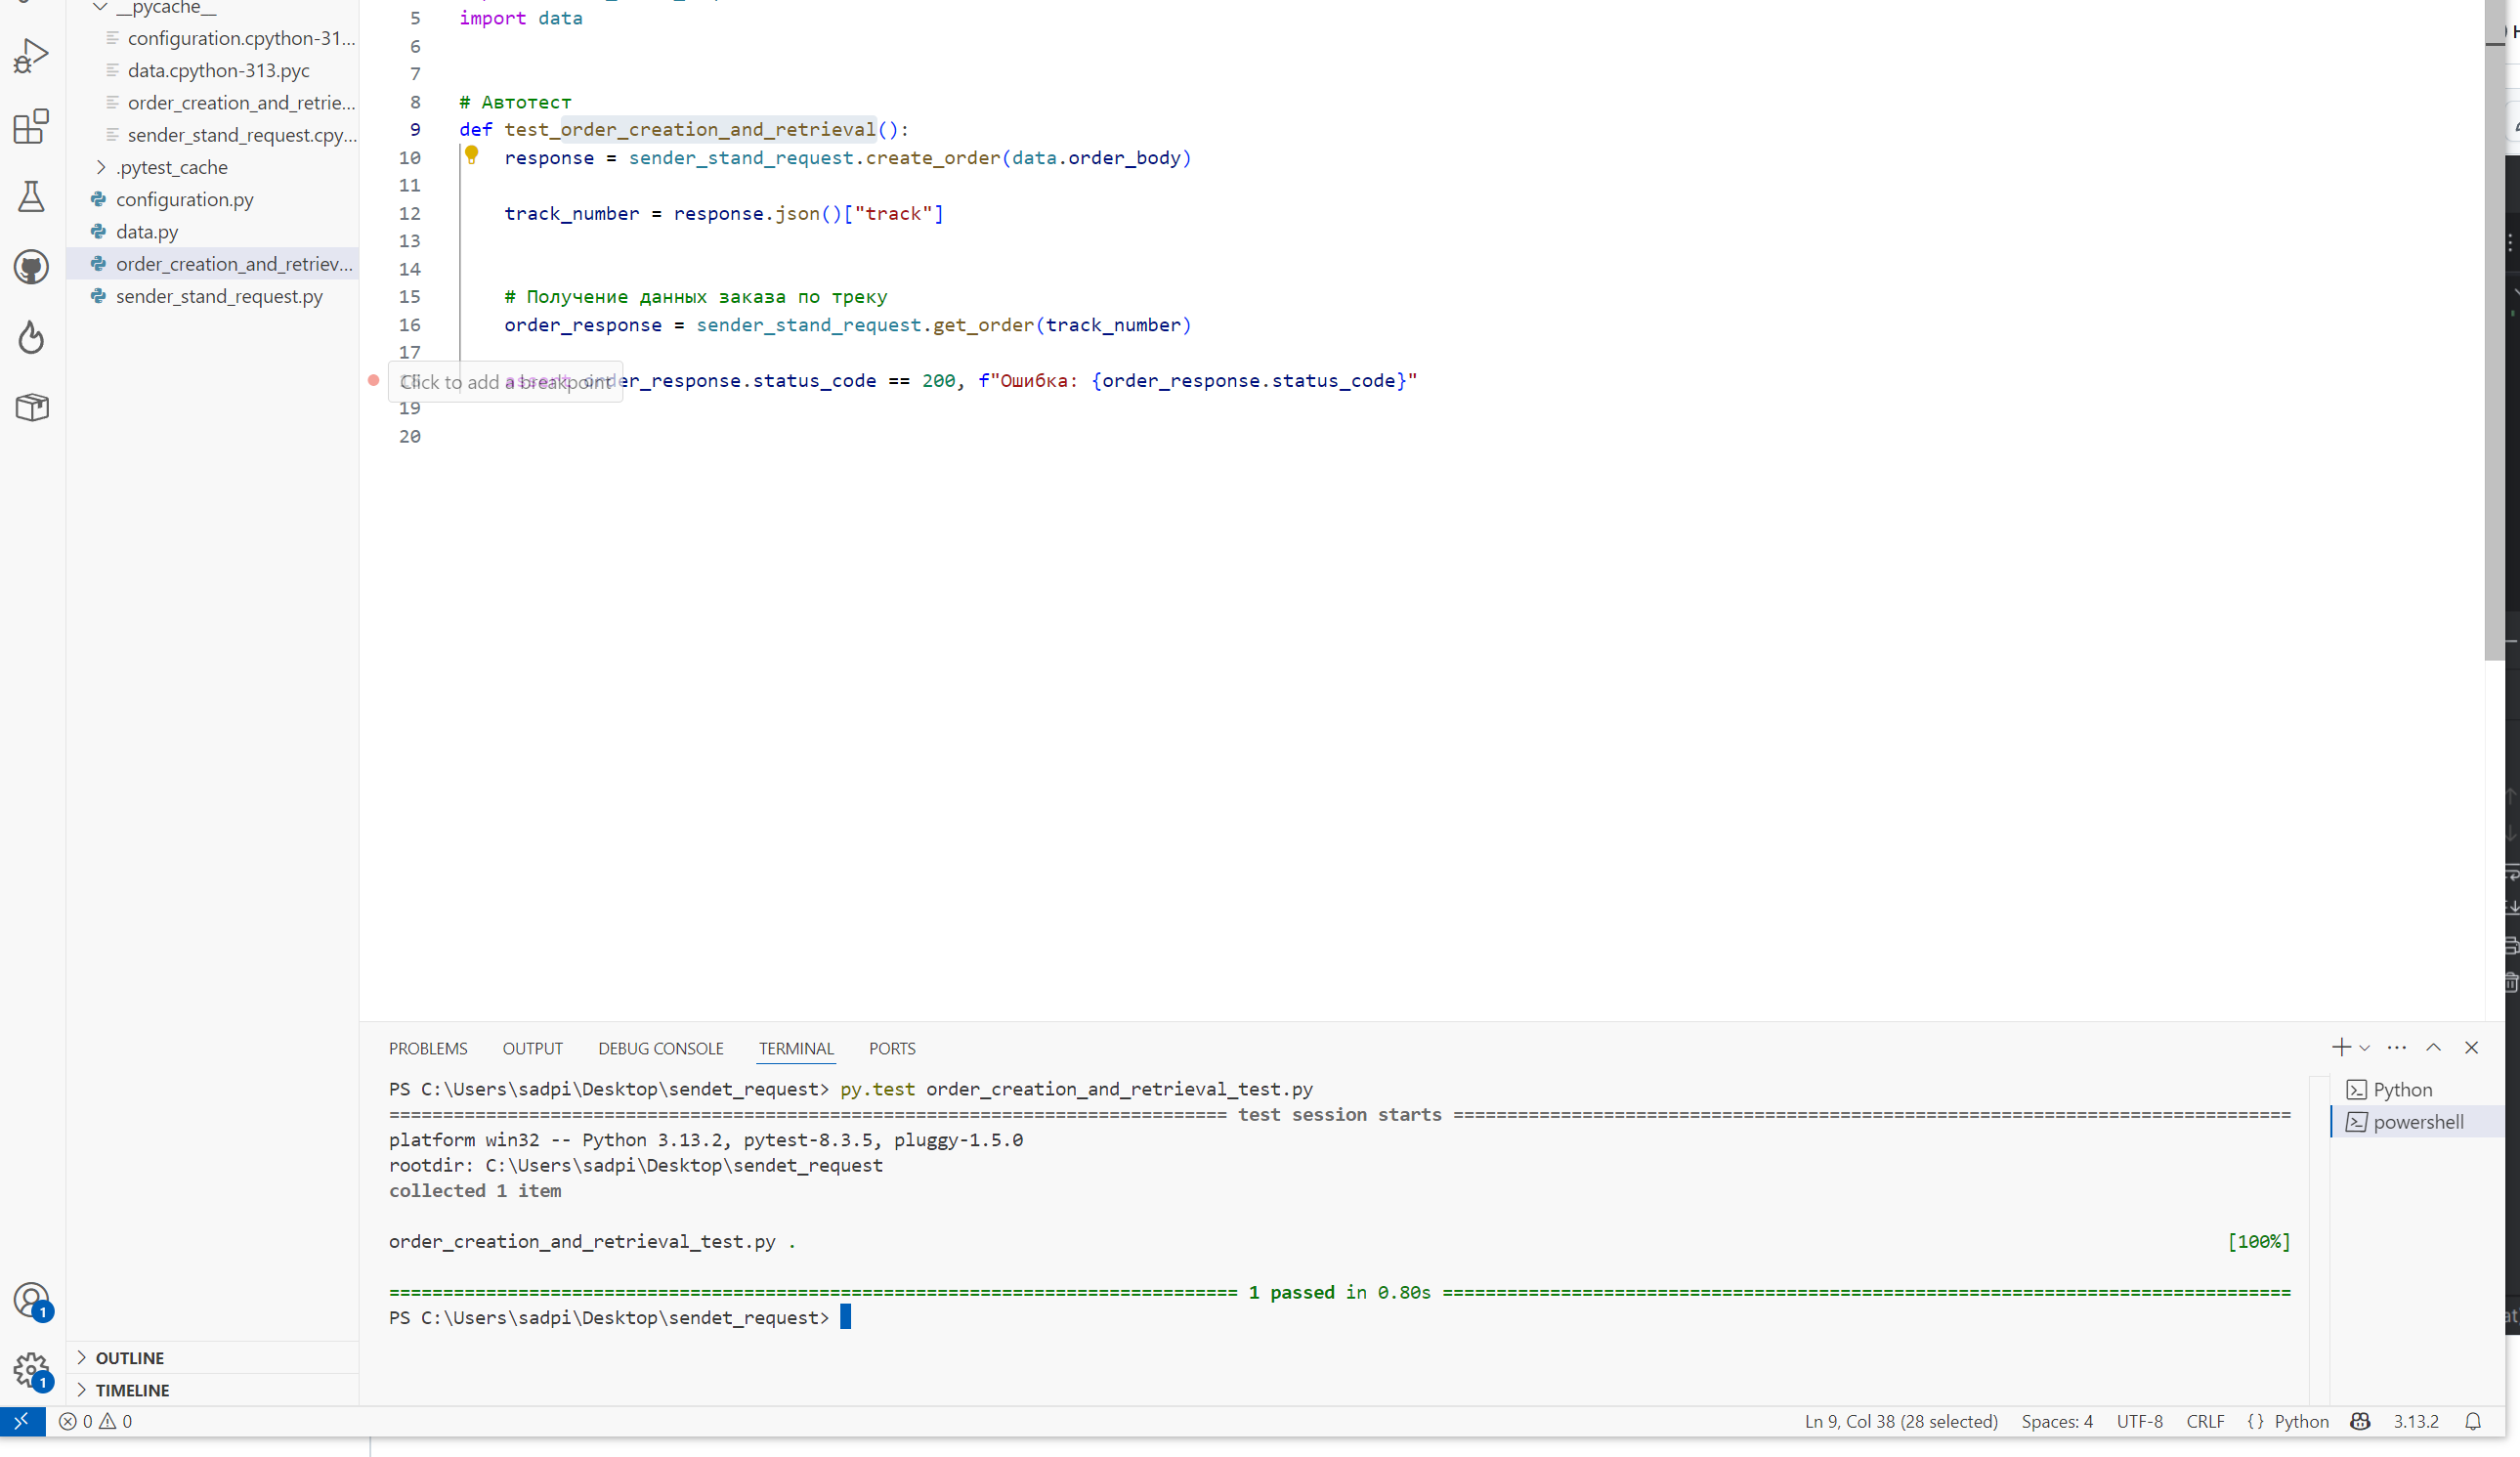 __pycache__
configuration.cpython-31...
data.cpython-313.pyc
order_creation_and_retrie...
sender_stand_request.cpy...
.pytest_cache
configuration.py
data.py
order_creation_and_retriev...
sender_stand_request.py
5 import data
6
7
8 # Автотест
9 def test_order_creation_and_retrieval():
10 response = sender_stand_request.create_order(data.order_body)
11
12 track_number = response.json()["track"]
13
14
15 # Получение данных заказа по треку
16 order_response = sender_stand_request.get_order(track_number)
17
18 assert order_response.status_code == 200, f"Ошибка: {order_response.status_code}"
Click to add a breakpoint
19
20
PROBLEMS OUTPUT DEBUG CONSOLE TERMINAL PORTS
PS C:\Users\sadpi\Desktop\sendet_request> py.test order_creation_and_retrieval_test.py
============================================================================== test session starts ==============================================================================
platform win32 -- Python 3.13.2, pytest-8.3.5, pluggy-1.5.0
rootdir: C:\Users\sadpi\Desktop\sendet_request
collected 1 item
order_creation_and_retrieval_test.py . [100%]
=============================================================================== 1 passed in 0.80s ===============================================================================
PS C:\Users\sadpi\Desktop\sendet_request>
Python
powershell
1
1
OUTLINE
TIMELINE
0 0
Ln 9, Col 38 (28 selected) Spaces: 4 UTF-8 CRLF {} Python 3.13.2